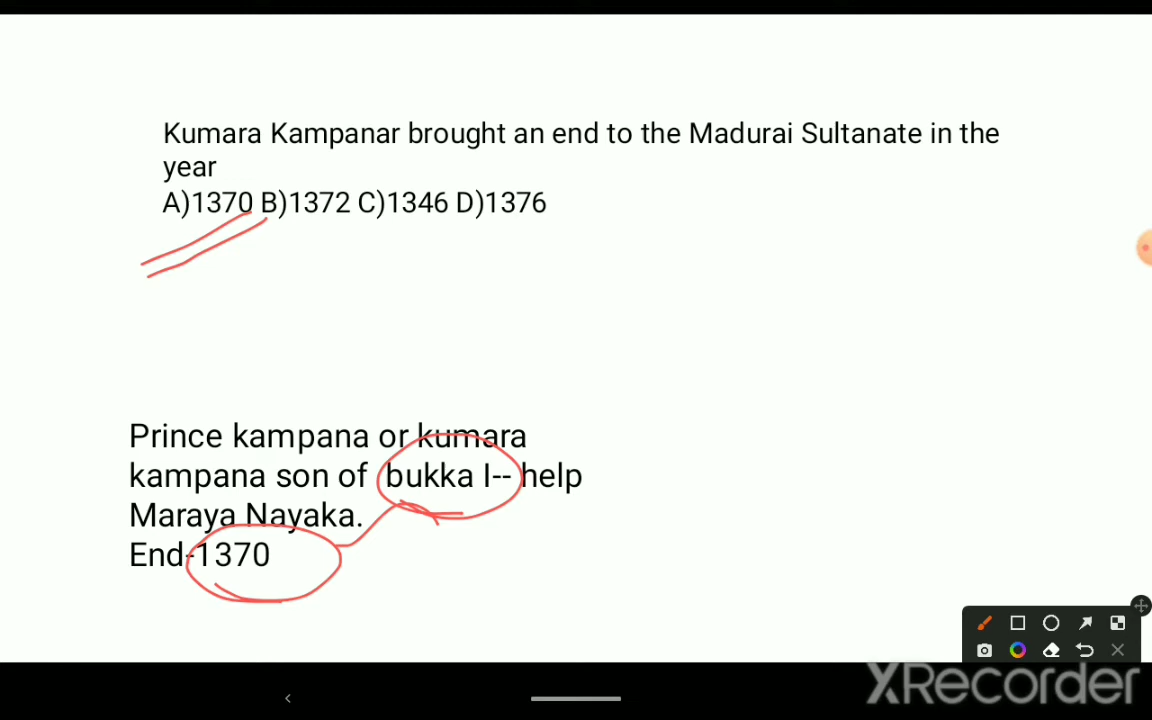 Kumara Kampanar brought an end to the Madurai Sultanate in the
year
A)1370 B)1372 C)1346 D)1376
Prince kampana or kumara
kampana son of bukka I-- help
Maraya Nayaka.
End-1370
XRecorder